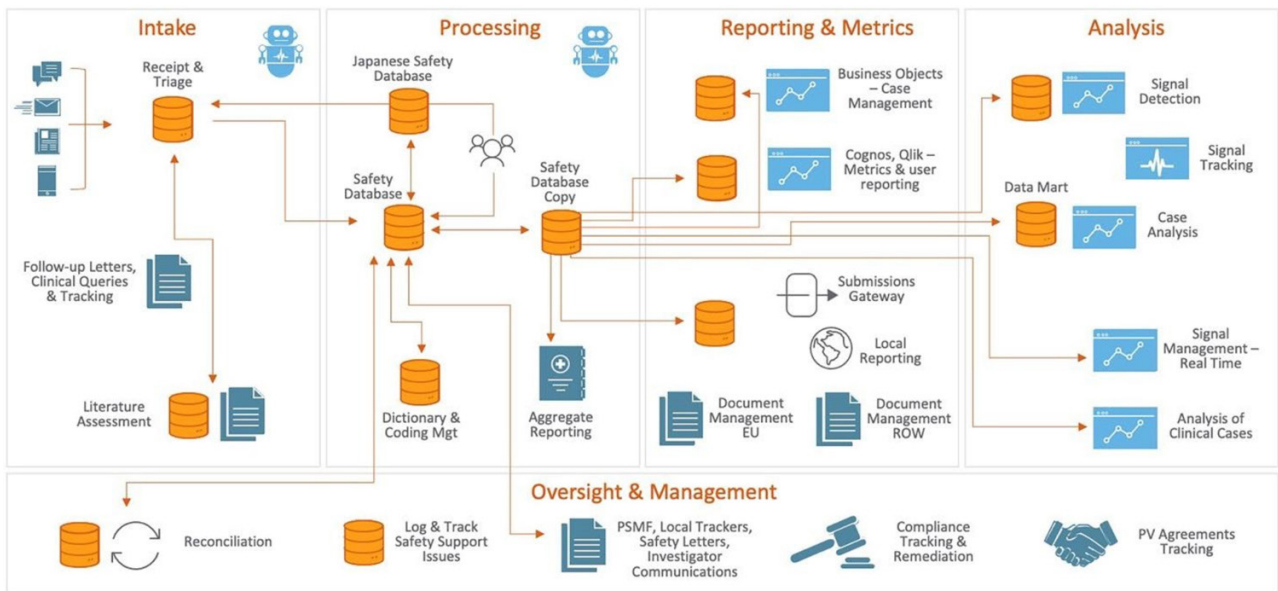 Intake
Receipt &
Triage
Follow-up Letters,
Clinical Queries
& Tracking
Literature
Assessment
Processing
Japanese Safety
Database
Safety
Database
Safety
Database
Copy
Dictionary &
Coding Mgt
Aggregate
Reporting
Reporting & Metrics
Business Objects
– Case
Management
Cognos, Qlik –
Metrics & user
reporting
Submissions
Gateway
Local
Reporting
Document
Management
EU
Document
Management
ROW
Analysis
Signal
Detection
Signal
Tracking
Data Mart
Case
Analysis
Signal
Management –
Real Time
Analysis of
Clinical Cases
Oversight & Management
Reconciliation
Log & Track
Safety Support
Issues
PSMF, Local Trackers,
Safety Letters,
Investigator
Communications
Compliance
Tracking &
Remediation
PV Agreements
Tracking